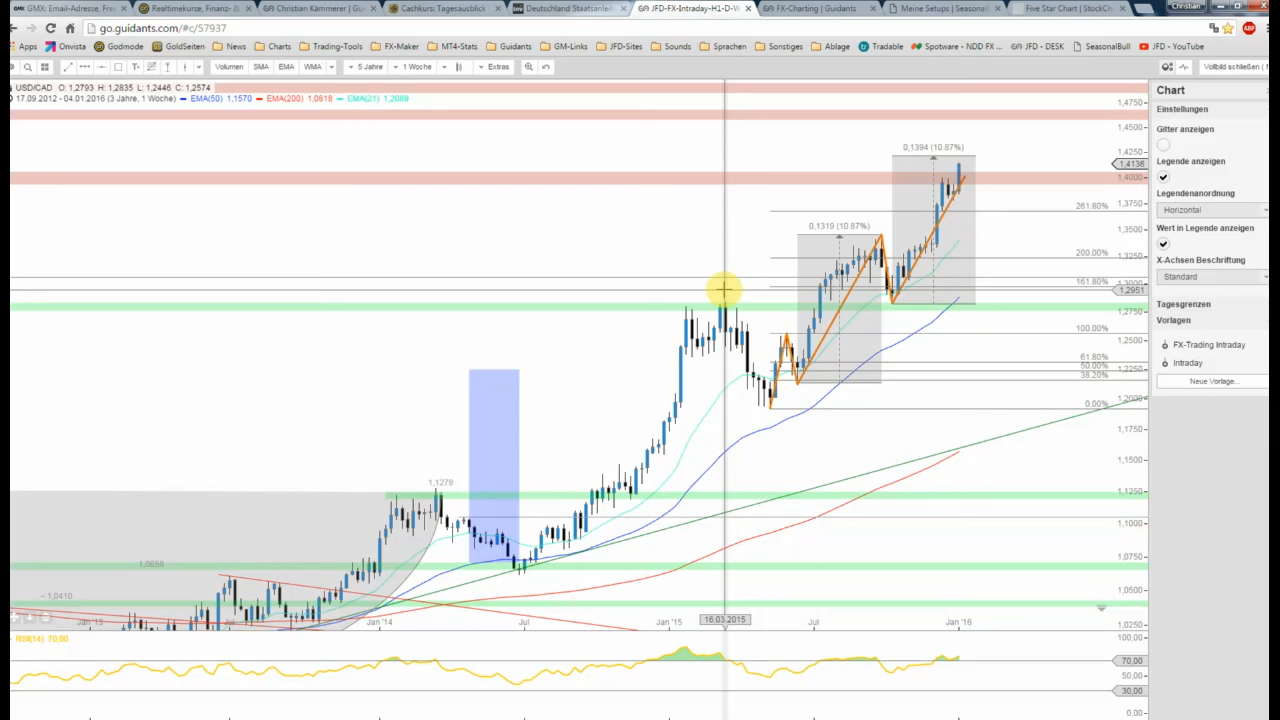 GMX: Email-Adresse, Free
Realtimekurse, Finanz- B
Christian Kämmerer | G
Cashkurs: Tagesausblick
Deutschland Staatsanleih
JFD-FX-Intraday-H1-D-W
FX-Charting | Guidants
Meine Setups | Seasonal
Five Star Chart | StockCh
Christian
go.guidants.com/#c/57937
Apps Onvista Godmode GoldSeiten News Charts Trading-Tools FX-Maker MT4-Stats Guidants GM-Links JFD-Sites Sounds Sprachen Sonstiges Ablage Tradable Spotware - NDD FX ... JFD - DESK SeasonalBull JFD - YouTube
Volumen SMA EMA WMA 5 Jahre 1 Woche Extras Vollbild schließen ( f
USD/CAD O: 1,2793 H: 1,2835 L: 1,2446 C: 1,2574
17.09.2012 - 04.01.2016 (3 Jahre, 1 Woche) EMA(50) 1,1570 EMA(200) 1,0818 EMA(21) 1,2089
1,4750
1,4500
1,4250
1,4136
1,4000
1,3750
1,3500
1,3250
1,3000
1,2951
1,2750
1,2500
1,2250
1,2000
1,1750
1,1500
1,1250
1,1000
1,0750
1,0500
1,0250
0,1394 (10.87%)
0,1319 (10.87%)
261.80%
200.00%
161.80%
100.00%
61.80%
50.00%
38.20%
0.00%
1,1278
1,0658
1,0410
Jan '13 Jul Jan '14 Jul Jan '15 16.03.2015 Jul Jan '16
RSI(14) 70,00
100,00
70,00
50,00
30,00
0,00
Chart
Einstellungen
Gitter anzeigen
Legende anzeigen
Legendenanordnung
Horizontal
Wert in Legende anzeigen
X-Achsen Beschriftung
Standard
Tagesgrenzen
Vorlagen
FX-Trading Intraday
Intraday
Neue Vorlage...